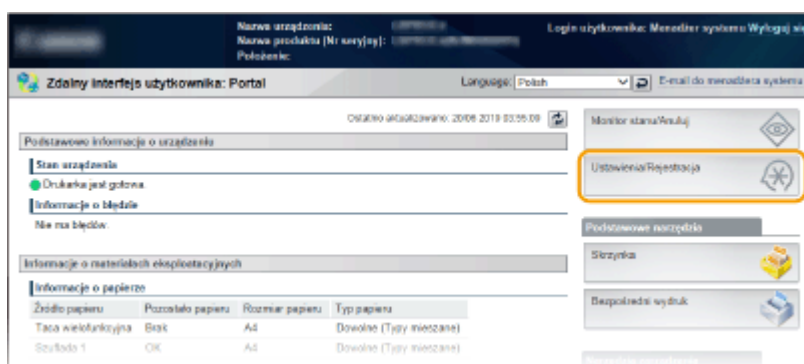 Nazwa urządzenia:
Nazwa produktu [Nr seryjny]:
Położenie:
Login użytkownika: Menedżer systemu Wyloguj się
Zdalny interfejs użytkownika: Portal
Language: Polish
E-mail do menedżera systemu
Ostatnio aktualizowano: 03:55:09
Podstawowe informacje o urządzeniu
Stan urządzenia
Drukarka jest gotowa.
Informacje o błędzie
Nie ma błędów.
Informacje o materiałach eksploatacyjnych
Informacje o papierze
Źródło papieru Pozostało papieru Rozmiar papieru Typ papieru
Taca wielofunkcyjna Brak A4 Dowolne (Typy mieszane)
Szuflada 1 OK A4 Dowolne (Typy mieszane)
Monitor stanu/Anuluj
Ustawienia/Rejestracja
Podstawowe narzędzia
Skrzynka
Bezpośredni wydruk